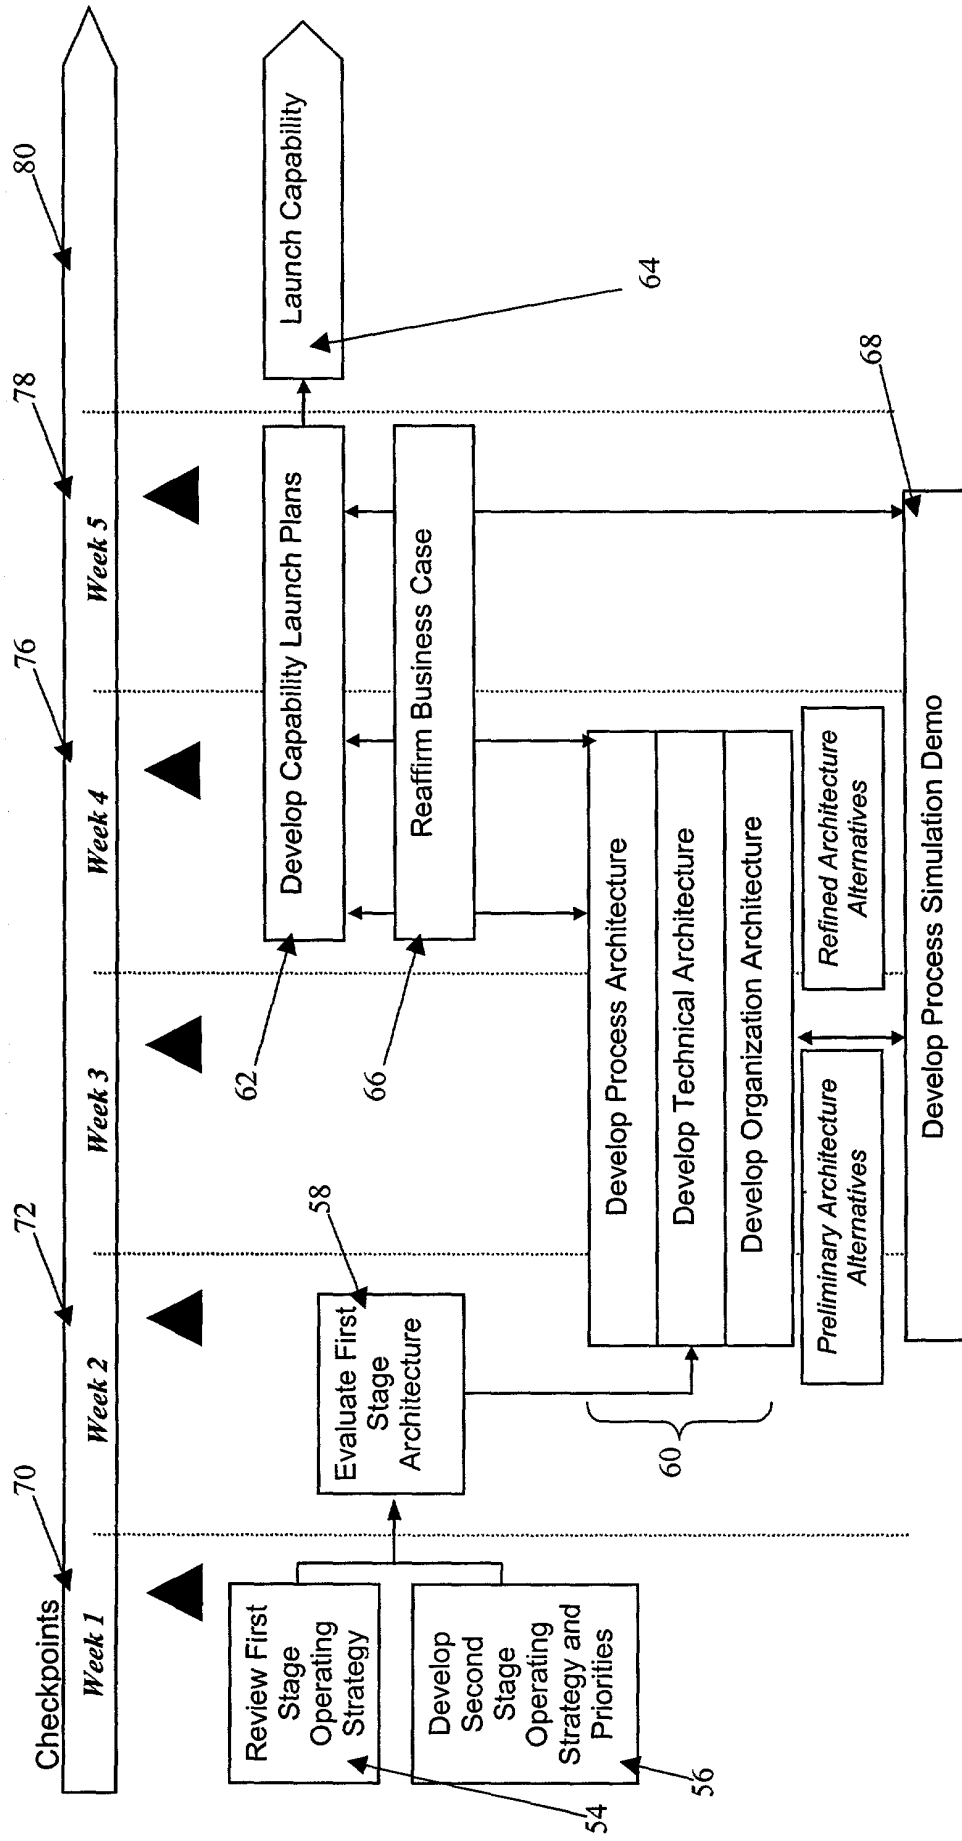 70
72
76
78
80
Checkpoints
Week 1
Week 2
Week 3
Week 4
Week 5
Review First
Stage
Operating
Strategy
54
Develop
Second
Stage
Operating
Strategy and
Priorities
56
Evaluate First
Stage
Architecture
58
62
Develop Capability Launch Plans
Launch Capability
64
66
Reaffirm Business Case
60
Develop Process Architecture
Develop Technical Architecture
Develop Organization Architecture
Preliminary Architecture
Alternatives
Refined Architecture
Alternatives
68
Develop Process Simulation Demo